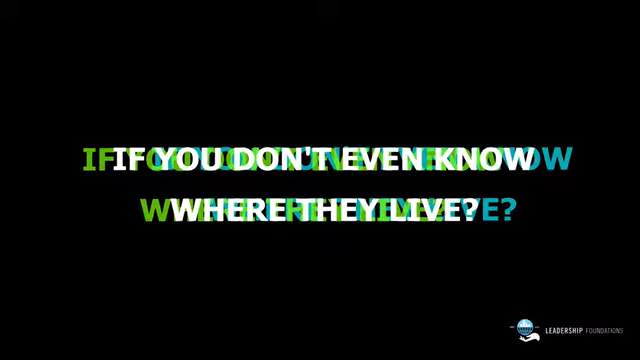 IF YOU DON'T EVEN KNOW
WHERE THEY LIVE?
LEADERSHIP FOUNDATIONS